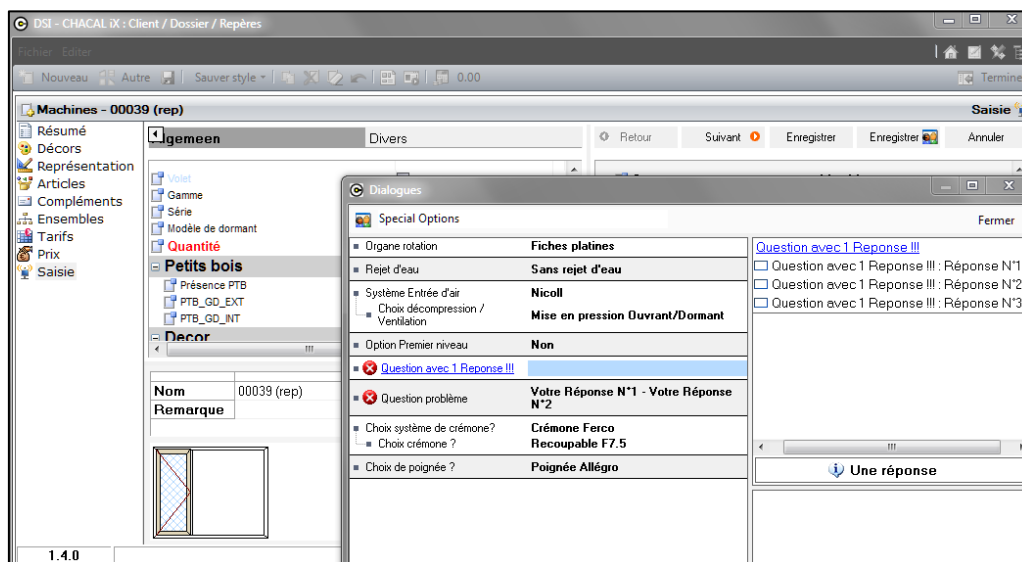 DSI - CHACAL iX : Client / Dossier / Repères
Fichier Editer
Nouveau Autre Sauver style 0.00 Termine
Machines - 00039 (rep) Saisie
Résumé
Décors
Représentation
Articles
Compléments
Ensembles
Tarifs
Prix
Saisie
1.4.0
lgemeen Divers
Retour Suivant Enregistrer Enregistrer Annuler
Volet
Gamme
Série
Modèle de dormant
Quantité
Petits bois
Présence PTB
PTB_GD_EXT
PTB_GD_INT
Decor
Nom 00039 (rep)
Remarque
Dialogues
Special Options Fermer
Organe rotation Fiches platines
Rejet d'eau Sans rejet d'eau
Système Entrée d'air Nicoll
Choix décompression /
Ventilation Mise en pression Ouvrant/Dormant
Option Premier niveau Non
Question avec 1 Reponse !!!
Question problème Votre Réponse N°1 - Votre Réponse
N°2
Choix système de crémone? Crémone Ferco
Choix crémone ? Recoupable F7.5
Choix de poignée ? Poignée Allégro
Question avec 1 Reponse !!!
Question avec 1 Reponse !!! : Réponse N°1
Question avec 1 Reponse !!! : Réponse N°2
Question avec 1 Reponse !!! : Réponse N°3
Une réponse